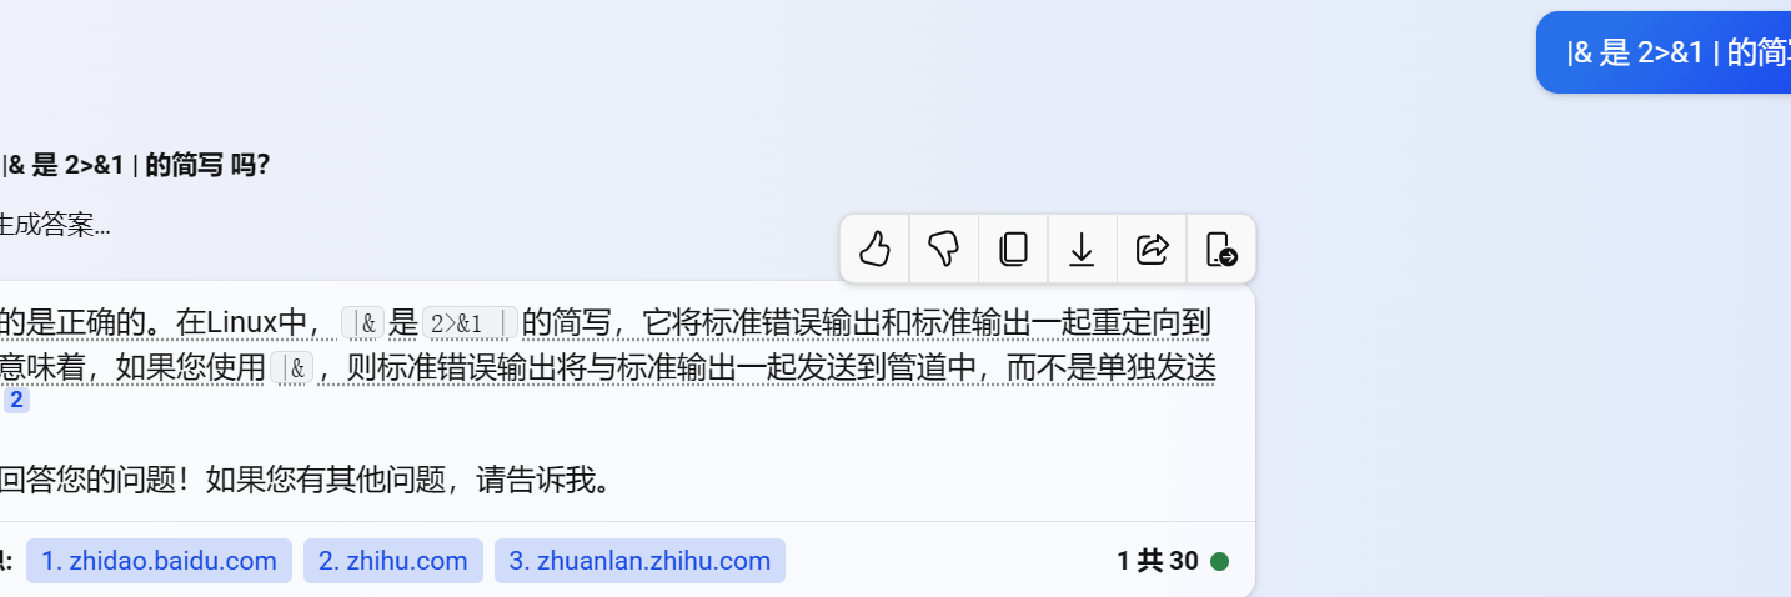 |& 是 2>&1 | 的简
|& 是 2>&1 | 的简写 吗?
生成答案...
的是正确的。在Linux中， |& 是 2>&1 | 的简写，它将标准错误输出和标准输出一起重定向到
意味着，如果您使用 |& ，则标准错误输出将与标准输出一起发送到管道中，而不是单独发送
2
回答您的问题！如果您有其他问题，请告诉我。
1. zhidao.baidu.com 2. zhihu.com 3. zhuanlan.zhihu.com 1 共 30